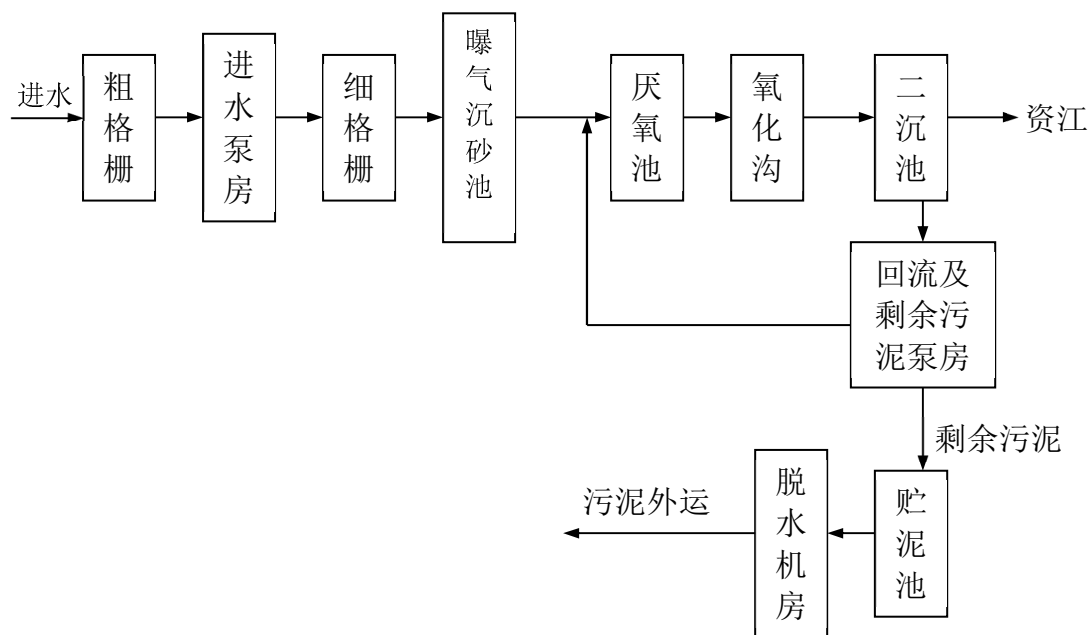 进水
粗格栅
进水泵房
细格栅
曝气沉砂池
厌氧池
氧化沟
二沉池
资江
回流及
剩余污
泥泵房
剩余污泥
贮泥池
脱水机房
污泥外运